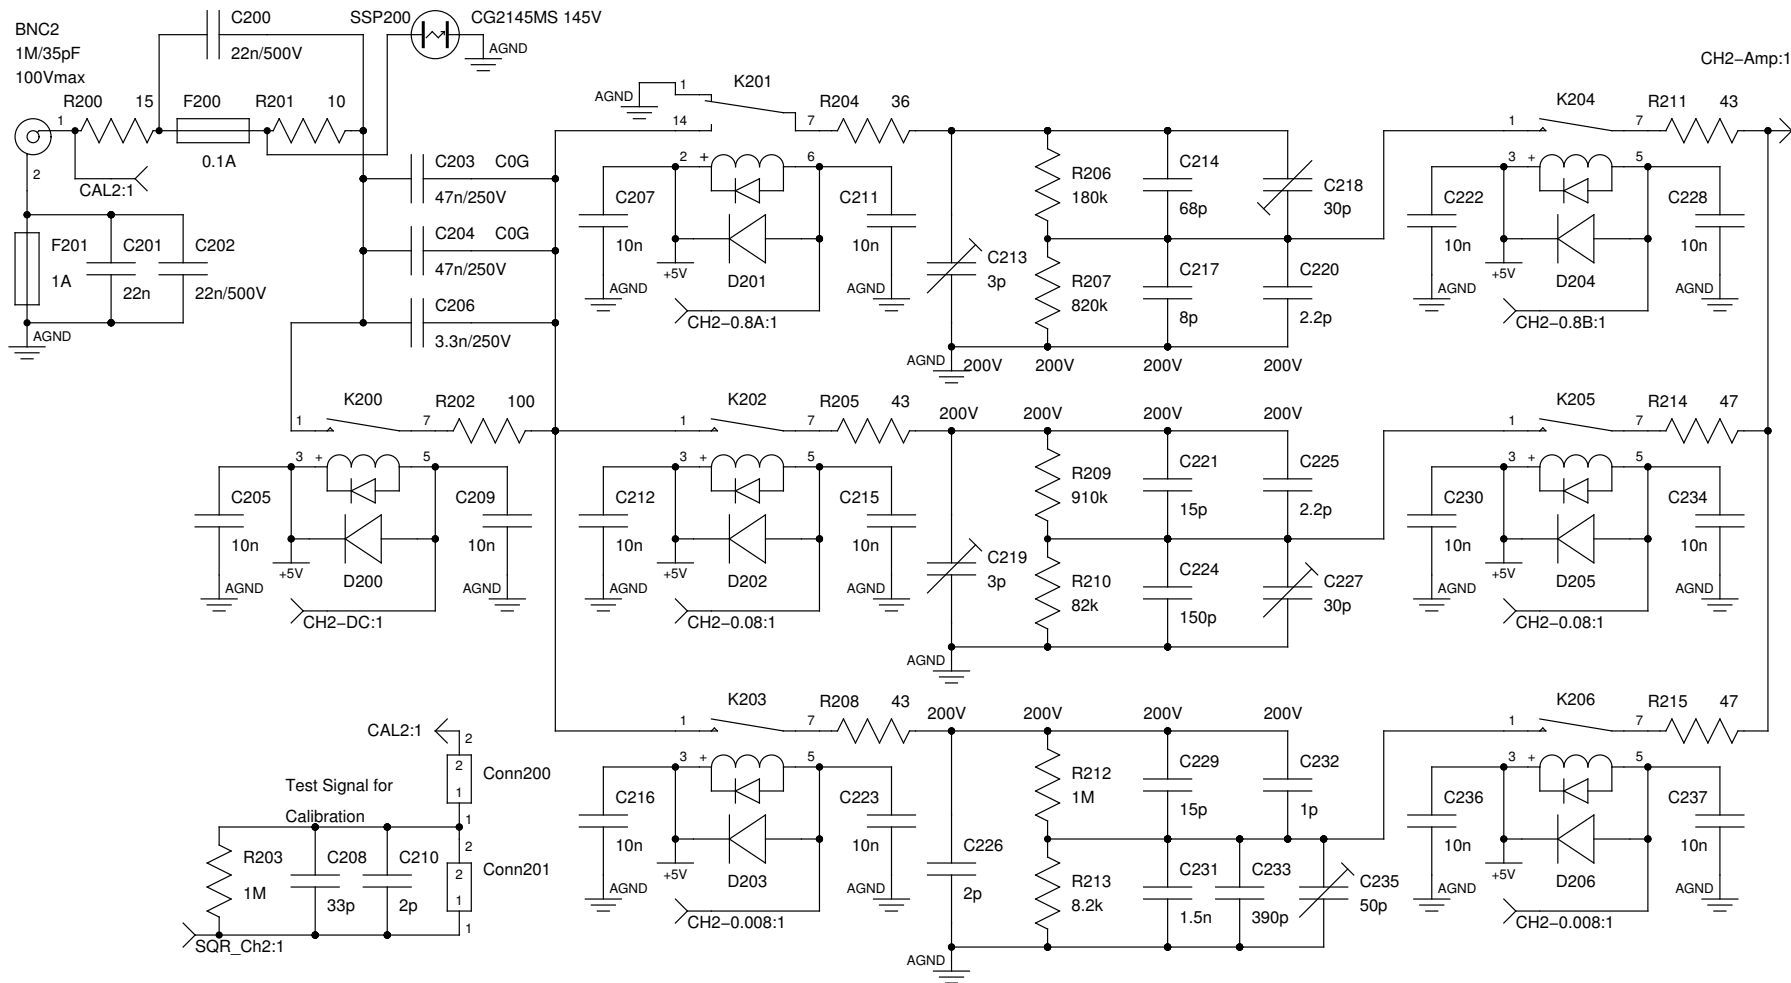 BNC2
1M/35pF
100Vmax
R200 15
1
2
CAL2:1
C200
22n/500V
F200
0.1A
R201 10
SSP200
CG2145MS 145V
AGND
F201
1A
C201
22n
C202
22n/500V
AGND
C203 C0G
47n/250V
C204 C0G
47n/250V
C206
3.3n/250V
AGND
1
K201
14
7
R204 36
C207
10n
AGND
2 + 6
+5V
D201
C211
10n
AGND
CH2-0.8A:1
C213
3p
AGND
R206
180k
R207
820k
C214
68p
C217
8p
C218
30p
C220
2.2p
200V 200V 200V
CH2-Amp:1
1
K204
7
R211 43
C222
10n
AGND
3 + 5
+5V
D204
C228
10n
AGND
CH2-0.8B:1
1
K200
7
R202 100
C205
10n
AGND
3 + 5
+5V
D200
C209
10n
AGND
CH2-DC:1
1
K202
7
R205 43
C212
10n
AGND
3 + 5
+5V
D202
C215
10n
AGND
CH2-0.08:1
200V 200V 200V
C219
3p
AGND
R209
910k
R210
82k
C221
15p
C224
150p
C225
2.2p
C227
30p
1
K205
7
R214 47
C230
10n
AGND
3 + 5
+5V
D205
C234
10n
AGND
CH2-0.08:1
CAL2:1
2
2
1
Conn200
Test Signal for
Calibration
1
2
2
1
Conn201
1
R203
1M
C208
33p
C210
2p
SQR_Ch2:1
1
K203
7
R208 43
C216
10n
AGND
3 + 5
+5V
D203
C223
10n
AGND
CH2-0.008:1
200V 200V 200V 200V
C226
2p
AGND
R212
1M
R213
8.2k
C229
15p
C232
1p
C231
1.5n
C233
390p
C235
50p
1
K206
7
R215 47
C236
10n
AGND
3 + 5
+5V
D206
C237
10n
AGND
CH2-0.008:1